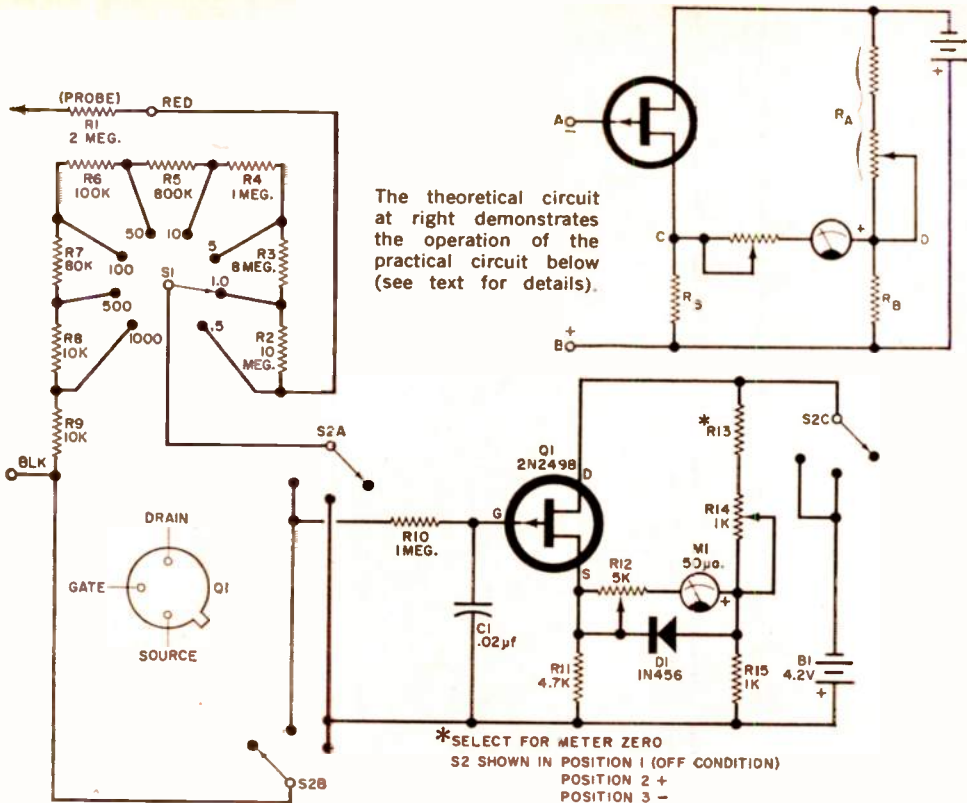 (PROBE)
R1
2 MEG.
RED
R6
100K
R5
800K
R4
1MEG.
50
10
100
.5
R7
80K
S1
1.0
R3
8 MEG.
500
1000
.5
R8
10K
R2
10
MEG.
R9
10K
BLK
S2A
DRAIN
GATE
Q1
SOURCE
S2B
A
−
RA
+
The theoretical circuit
at right demonstrates
the operation of the
practical circuit below
(see text for details).
C
+
D
RS
RB
+
B
Q1
2N2498
D
G
S
R10
1MEG.
C1
.02µf
*R13
S2C
R14
1K
M1
50µa.
+
R12
5K
R11
4.7K
D1
1N456
R15
1K
B1
4.2V
+
*SELECT FOR METER ZERO
S2 SHOWN IN POSITION 1 (OFF CONDITION)
POSITION 2 +
POSITION 3 −